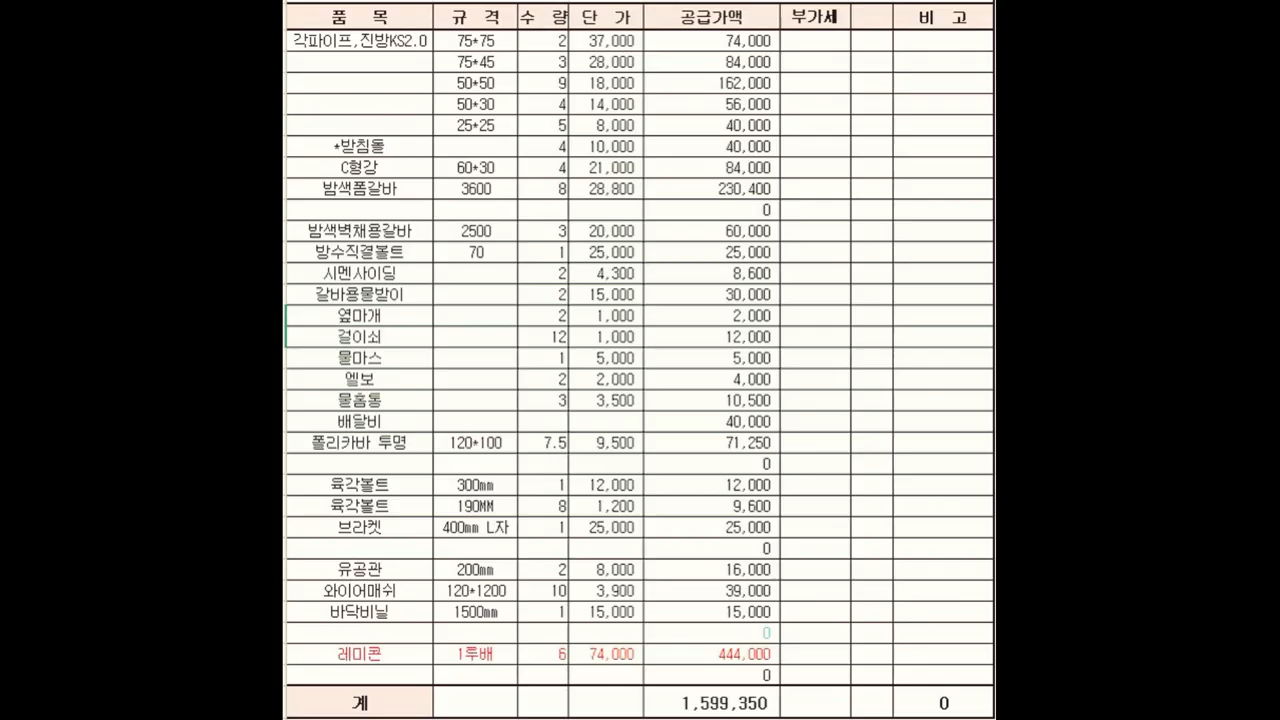 품 목 규 격 수 량 단 가 공급가액 부가세 비 고
각파이프,진방KS2.0 75*75 2 37,000 74,000
75*45 3 28,000 84,000
50*50 9 18,000 162,000
50*30 4 14,000 56,000
25*25 5 8,000 40,000
*받침돌 4 10,000 40,000
C형강 60*30 4 21,000 84,000
밤색폼갈바 3600 8 28,800 230,400
0
밤색벽채용갈바 2500 3 20,000 60,000
방수직결볼트 70 1 25,000 25,000
시멘사이딩 2 4,300 8,600
갈바용물받이 2 15,000 30,000
옆마개 2 1,000 2,000
걸이쇠 12 1,000 12,000
물마스 1 5,000 5,000
엘보 2 2,000 4,000
물홈통 3 3,500 10,500
배달비 40,000
폴리카바 투명 120*100 7.5 9,500 71,250
0
육각볼트 300mm 1 12,000 12,000
육각볼트 190MM 8 1,200 9,600
브라켓 400mm L자 1 25,000 25,000
0
유공관 200mm 2 8,000 16,000
와이어매쉬 120*1200 10 3,900 39,000
바닥비닐 1500mm 1 15,000 15,000
0
레미콘 1루배 6 74,000 444,000
0
계 1,599,350 0